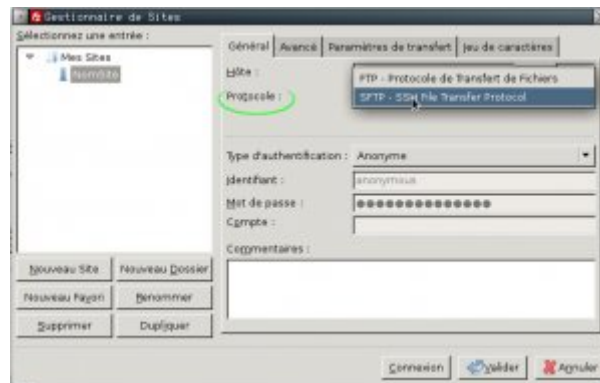 Gestionnaire de Sites
Sélectionnez une entrée :
Mes Sites
NomSite
Général
Avancé
Paramètres de transfert
Jeu de caractères
Hôte :
FTP - Protocole de Transfert de Fichiers
Protocole :
SFTP - SSH File Transfer Protocol
Type d'authentification :
Anonyme
Identifiant :
anonymous
Mot de passe :
Compte :
Commentaires :
Nouveau Site
Nouveau Dossier
Nouveau Favori
Renommer
Supprimer
Dupliquer
Connexion
Valider
Annuler